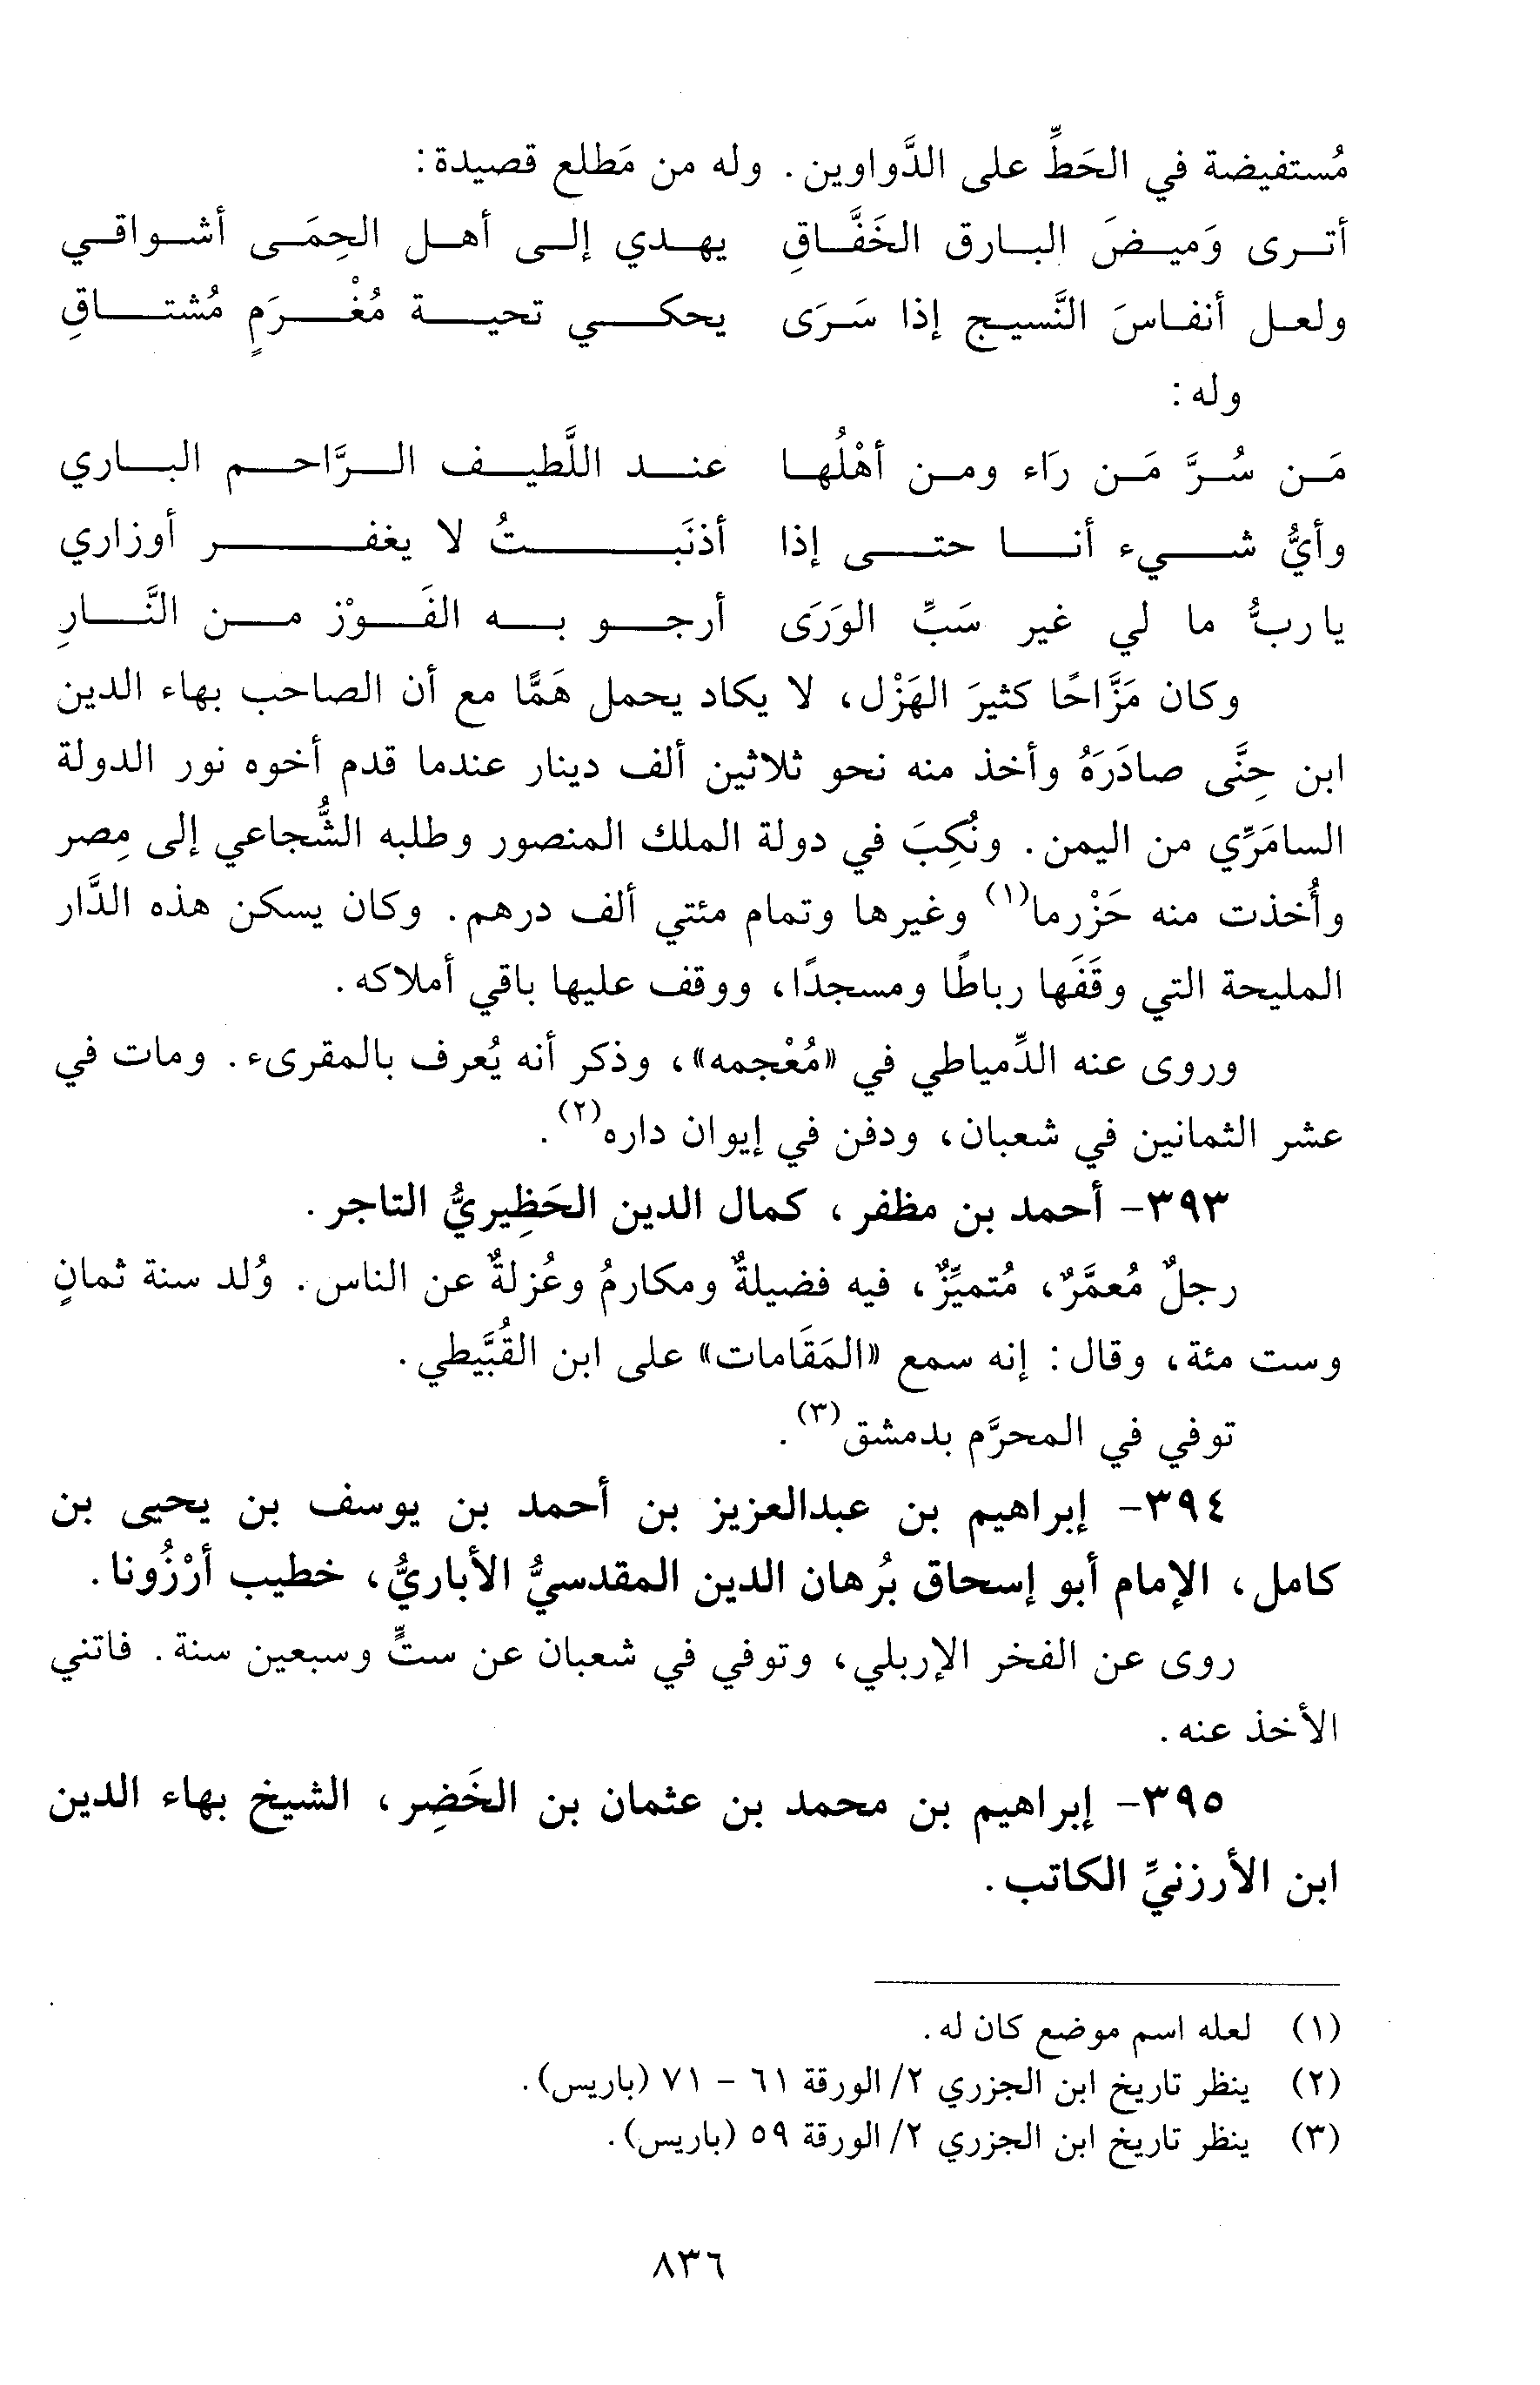 مُستفيضة في الحَطِّ على الدَّواوين. وله من مَطلع قصيدة:
أترى وَميضَ البارق الخَفَّاقِ يهدي إلى أهل الحِمَى أشواقي
ولعل أنفاسَ النَّسيج إذا سَرَى يحكي تحية مُغْرَمٍ مُشتاقِ
وله:
مَن سُرَّ مَن رَاء ومن أهْلُها عند اللَّطيف الرَّاحم الباري
وأيُّ شيء أنا حتى إذا أذنَبتُ لا يغفر أوزاري
يا ربُّ ما لي غير سَبِّ الوَرَى أرجو به الفَوْز من النَّارِ
وكان مَزَّاحًا كثيرَ الهَزْل، لا يكاد يحمل هَمًّا مع أن الصاحب بهاء الدين
ابن حِنَّى صادَرَهُ وأخذ منه نحو ثلاثين ألف دينار عندما قدم أخوه نور الدولة
السامَرِّي من اليمن. ونُكِبَ في دولة الملك المنصور وطلبه الشُّجاعي إلى مِصر
وأُخذت منه حَزْرما(١) وغيرها وتمام مئتي ألف درهم. وكان يسكن هذه الدَّار
المليحة التي وقَفَها رباطًا ومسجدًا، ووقف عليها باقي أملاكه.
وروى عنه الدِّمياطي في «مُعْجمه»، وذكر أنه يُعرف بالمقرىء. ومات في
عشر الثمانين في شعبان، ودفن في إيوان داره(٢).
٣٩٣- أحمد بن مظفر، كمال الدين الحَظِيريُّ التاجر.
رجلٌ مُعمَّرٌ، مُتميِّزٌ، فيه فضيلةٌ ومكارمُ وعُزلةٌ عن الناس. وُلد سنة ثمانٍ
وست مئة، وقال: إنه سمع «المَقَامات» على ابن القُبَّيطي.
توفي في المحرَّم بدمشق(٣).
٣٩٤- إبراهيم بن عبدالعزيز بن أحمد بن يوسف بن يحيى بن
كامل، الإمام أبو إسحاق بُرهان الدين المقدسيُّ الأباريُّ، خطيب أرْزُونا.
روى عن الفخر الإربلي، وتوفي في شعبان عن ستٍّ وسبعين سنة. فاتني
الأخذ عنه.
٣٩٥- إبراهيم بن محمد بن عثمان بن الخَضِر، الشيخ بهاء الدين
ابن الأرزنيِّ الكاتب.
(١) لعله اسم موضع كان له.
(٢) ينظر تاريخ ابن الجزري ٢/ الورقة ٦١ - ٧١ (باريس).
(٣) ينظر تاريخ ابن الجزري ٢/ الورقة ٥٩ (باريس).
٨٣٦